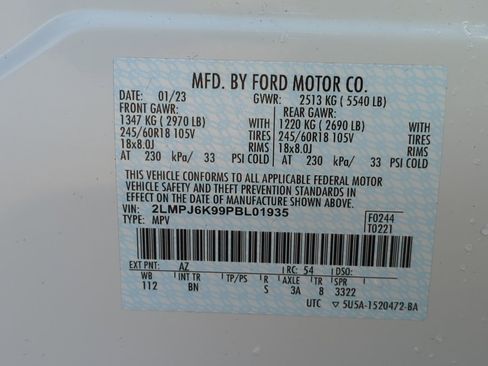 MFD. BY FORD MOTOR CO.
DATE: 01/23 GVWR: 2513 KG ( 5540 LB)
FRONT GAWR: REAR GAWR:
1347 KG ( 2970 LB) WITH 1220 KG ( 2690 LB) WITH
245/60R18 105V TIRES 245/60R18 105V TIRES
18x8.0J RIMS 18x8.0J RIMS
AT 230 kPa/ 33 PSI COLD AT 230 kPa/ 33 PSI COLD
THIS VEHICLE CONFORMS TO ALL APPLICABLE FEDERAL MOTOR
VEHICLE SAFETY AND THEFT PREVENTION STANDARDS IN
EFFECT ON THE DATE OF MANUFACTURE SHOWN ABOVE.
VIN: 2LMPJ6K99PBL01935 F0244
TYPE: MPV T0221
EXT PNT: AZ RC: 54 DSO:
WB INT TR TP/PS R AXLE TR SPR
112 BN S 3A 8 3322
UTC 5U5A-1520472-BA